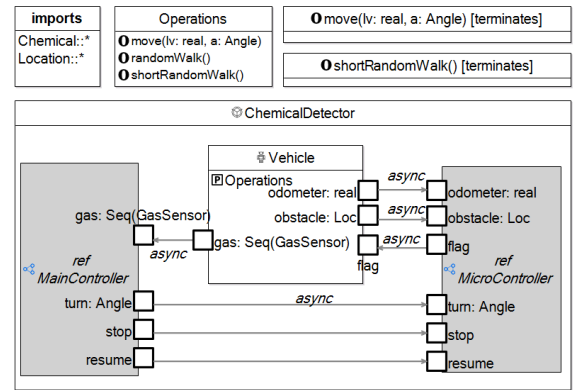 imports
Chemical::*
Location::*
Operations
O move(lv: real, a: Angle)
O randomWalk()
O shortRandomWalk()
O move(lv: real, a: Angle) [terminates]
O shortRandomWalk() [terminates]
ChemicalDetector
Vehicle
P Operations
odometer: real
async
odometer: real
gas: Seq(GasSensor)
obstacle: Loc
async
obstacle: Loc
async
gas: Seq(GasSensor)
flag
async
flag
ref
MainController
ref
MicroController
turn: Angle
async
turn: Angle
stop
stop
resume
resume